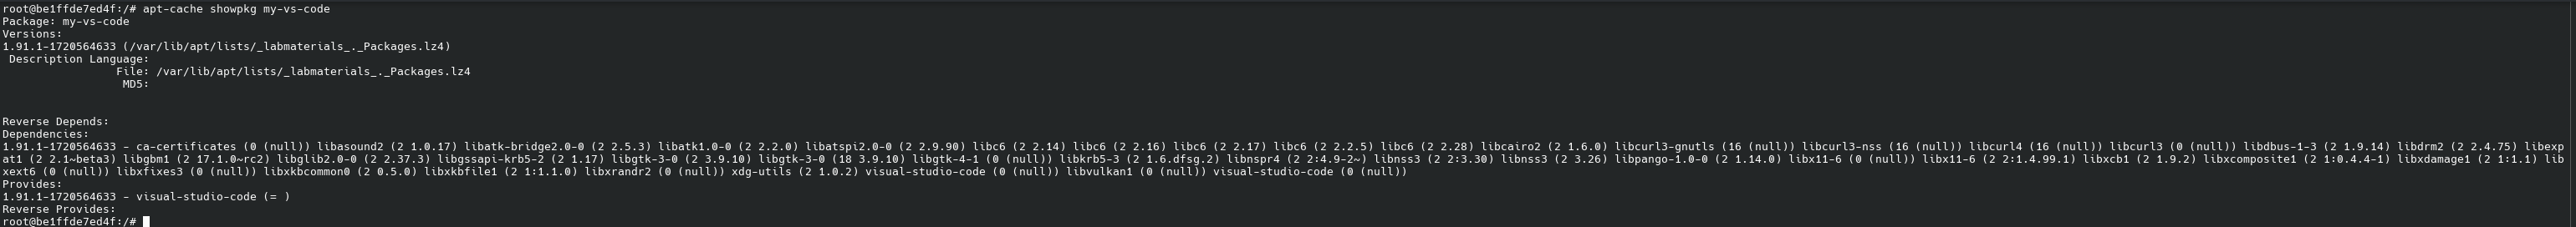 root@be1ffde7ed4f:/# apt-cache showpkg my-vs-code
Package: my-vs-code
Versions:
1.91.1-1720564633 (/var/lib/apt/lists/_labmaterials_._Packages.lz4)
 Description Language:
                 File: /var/lib/apt/lists/_labmaterials_._Packages.lz4
                  MD5:
Reverse Depends:
Dependencies:
1.91.1-1720564633 - ca-certificates (0 (null)) libasound2 (2 1.0.17) libatk-bridge2.0-0 (2 2.5.3) libatk1.0-0 (2 2.2.0) libatspi2.0-0 (2 2.9.90) libc6 (2 2.14) libc6 (2 2.16) libc6 (2 2.17) libc6 (2 2.2.5) libc6 (2 2.28) libcairo2 (2 1.6.0) libcurl3-gnutls (16 (null)) libcurl3-nss (16 (null)) libcurl4 (16 (null)) libcurl3 (0 (null)) libdbus-1-3 (2 1.9.14) libdrm2 (2 2.4.75) libexp
at1 (2 2.1~beta3) libgbm1 (2 17.1.0~rc2) libglib2.0-0 (2 2.37.3) libgssapi-krb5-2 (2 1.17) libgtk-3-0 (2 3.9.10) libgtk-3-0 (18 3.9.10) libgtk-4-1 (0 (null)) libkrb5-3 (2 1.6.dfsg.2) libnspr4 (2 2:4.9-2~) libnss3 (2 2:3.30) libnss3 (2 3.26) libpango-1.0-0 (2 1.14.0) libx11-6 (0 (null)) libx11-6 (2 2:1.4.99.1) libxcb1 (2 1.9.2) libxcomposite1 (2 1:0.4.4-1) libxdamage1 (2 1:1.1) lib
xext6 (0 (null)) libxfixes3 (0 (null)) libxkbcommon0 (2 0.5.0) libxkbfile1 (2 1:1.1.0) libxrandr2 (0 (null)) xdg-utils (2 1.0.2) visual-studio-code (0 (null)) libvulkan1 (0 (null)) visual-studio-code (0 (null))
Provides:
1.91.1-1720564633 - visual-studio-code (= )
Reverse Provides:
root@be1ffde7ed4f:/#